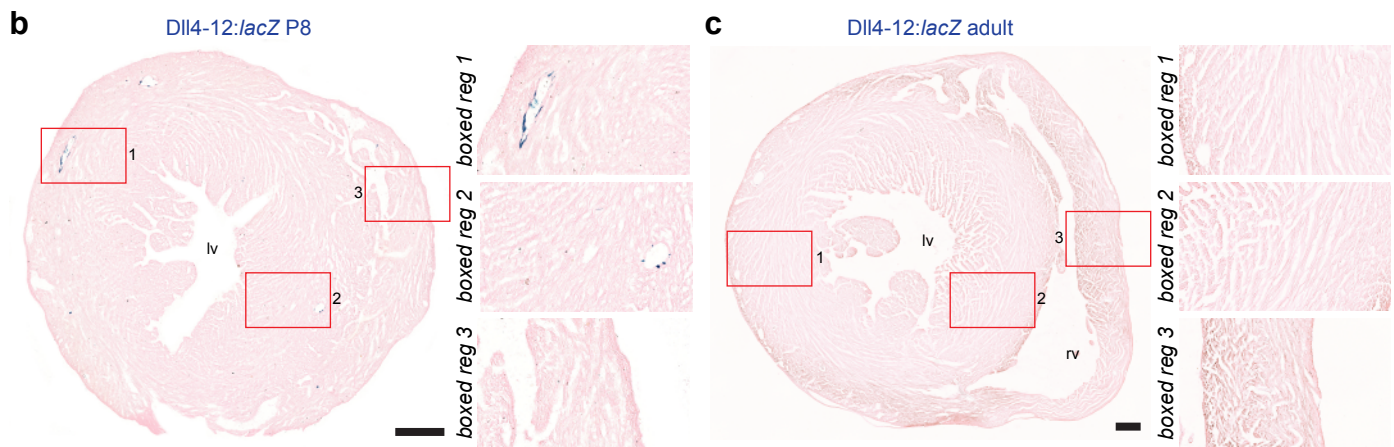 b
Dll4-12:lacZ P8
1
3
lv
2
boxed reg 1
boxed reg 2
boxed reg 3
c
Dll4-12:lacZ adult
1
lv
3
2
rv
boxed reg 1
boxed reg 2
boxed reg 3